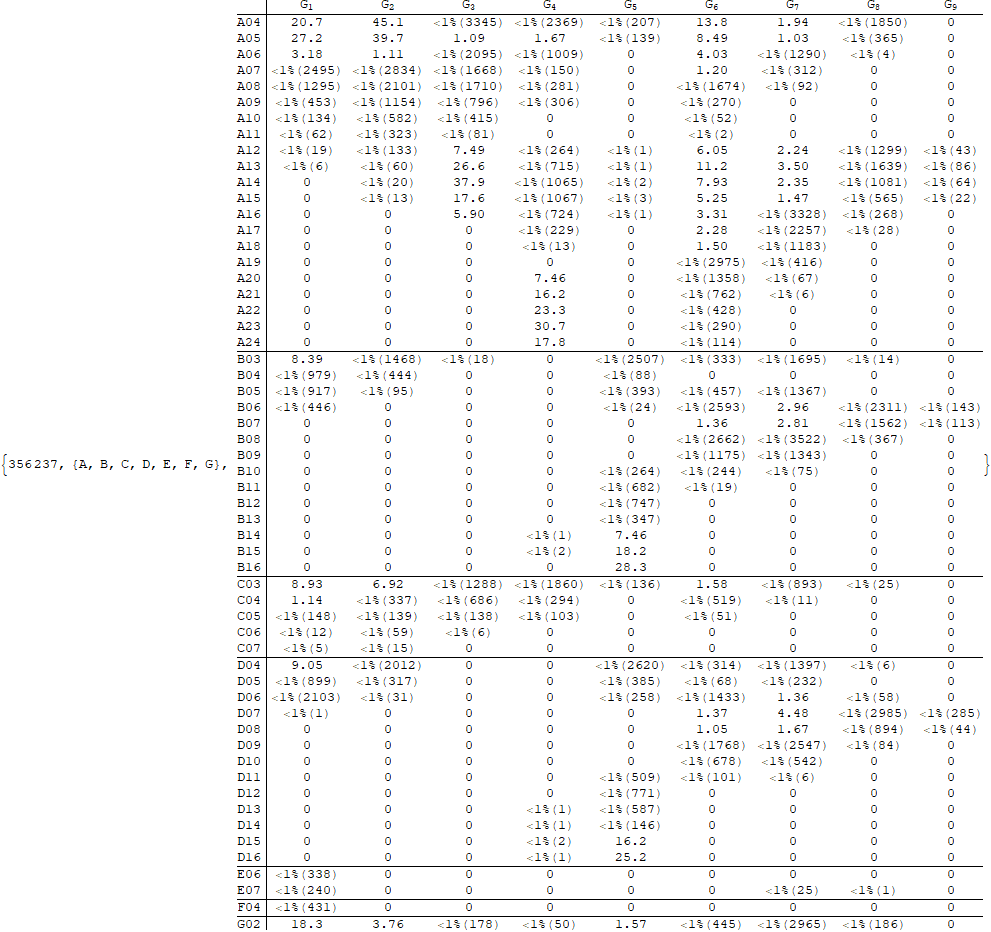 G₁ G₂ G₃ G₄ G₅ G₆ G₇ G₈ G₉
A04 20.7 45.1 <1%(3345) <1%(2369) <1%(207) 13.8 1.94 <1%(1850) 0
A05 27.2 39.7 1.09 1.67 <1%(139) 8.49 1.03 <1%(365) 0
A06 3.18 1.11 <1%(2095) <1%(1009) 0 4.03 <1%(1290) <1%(4) 0
A07 <1%(2495) <1%(2834) <1%(1668) <1%(150) 0 1.20 <1%(312) 0 0
A08 <1%(1295) <1%(2101) <1%(1710) <1%(281) 0 <1%(1674) <1%(92) 0 0
A09 <1%(453) <1%(1154) <1%(796) <1%(306) 0 <1%(270) 0 0 0
A10 <1%(134) <1%(582) <1%(415) 0 0 <1%(52) 0 0 0
A11 <1%(62) <1%(323) <1%(81) 0 0 <1%(2) 0 0 0
A12 <1%(19) <1%(133) 7.49 <1%(264) <1%(1) 6.05 2.24 <1%(1299) <1%(43)
A13 <1%(6) <1%(60) 26.6 <1%(715) <1%(1) 11.2 3.50 <1%(1639) <1%(86)
A14 0 <1%(20) 37.9 <1%(1065) <1%(2) 7.93 2.35 <1%(1081) <1%(64)
A15 0 <1%(13) 17.6 <1%(1067) <1%(3) 5.25 1.47 <1%(565) <1%(22)
A16 0 0 5.90 <1%(724) <1%(1) 3.31 <1%(3328) <1%(268) 0
A17 0 0 0 <1%(229) 0 2.28 <1%(2257) <1%(28) 0
A18 0 0 0 <1%(13) 0 1.50 <1%(1183) 0 0
A19 0 0 0 0 0 <1%(2975) <1%(416) 0 0
A20 0 0 0 7.46 0 <1%(1358) <1%(67) 0 0
A21 0 0 0 16.2 0 <1%(762) <1%(6) 0 0
A22 0 0 0 23.3 0 <1%(428) 0 0 0
A23 0 0 0 30.7 0 <1%(290) 0 0 0
A24 0 0 0 17.8 0 <1%(114) 0 0 0
B03 8.39 <1%(1468) <1%(18) 0 <1%(2507) <1%(333) <1%(1695) <1%(14) 0
B04 <1%(979) <1%(444) 0 0 <1%(88) 0 0 0 0
B05 <1%(917) <1%(95) 0 0 <1%(393) <1%(457) <1%(1367) 0 0
B06 <1%(446) 0 0 0 <1%(24) <1%(2593) 2.96 <1%(2311) <1%(143)
B07 0 0 0 0 0 1.36 2.81 <1%(1562) <1%(113)
B08 0 0 0 0 0 <1%(2662) <1%(3522) <1%(367) 0
{356237, {A, B, C, D, E, F, G}, B09 0 0 0 0 0 <1%(1175) <1%(1343) 0 0 }
B10 0 0 0 0 <1%(264) <1%(244) <1%(75) 0 0
B11 0 0 0 0 <1%(682) <1%(19) 0 0 0
B12 0 0 0 0 <1%(747) 0 0 0 0
B13 0 0 0 0 <1%(347) 0 0 0 0
B14 0 0 0 <1%(1) 7.46 0 0 0 0
B15 0 0 0 <1%(2) 18.2 0 0 0 0
B16 0 0 0 0 28.3 0 0 0 0
C03 8.93 6.92 <1%(1288) <1%(1860) <1%(136) 1.58 <1%(893) <1%(25) 0
C04 1.14 <1%(337) <1%(686) <1%(294) 0 <1%(519) <1%(11) 0 0
C05 <1%(148) <1%(139) <1%(138) <1%(103) 0 <1%(51) 0 0 0
C06 <1%(12) <1%(59) <1%(6) 0 0 0 0 0 0
C07 <1%(5) <1%(15) 0 0 0 0 0 0 0
D04 9.05 <1%(2012) 0 0 <1%(2620) <1%(314) <1%(1397) <1%(6) 0
D05 <1%(899) <1%(317) 0 0 <1%(385) <1%(68) <1%(232) 0 0
D06 <1%(2103) <1%(31) 0 0 <1%(258) <1%(1433) 1.36 <1%(58) 0
D07 <1%(1) 0 0 0 0 1.37 4.48 <1%(2985) <1%(285)
D08 0 0 0 0 0 1.05 1.67 <1%(894) <1%(44)
D09 0 0 0 0 0 <1%(1768) <1%(2547) <1%(84) 0
D10 0 0 0 0 0 <1%(678) <1%(542) 0 0
D11 0 0 0 0 <1%(509) <1%(101) <1%(6) 0 0
D12 0 0 0 0 <1%(771) 0 0 0 0
D13 0 0 0 <1%(1) <1%(587) 0 0 0 0
D14 0 0 0 <1%(1) <1%(146) 0 0 0 0
D15 0 0 0 <1%(2) 16.2 0 0 0 0
D16 0 0 0 <1%(1) 25.2 0 0 0 0
E06 <1%(338) 0 0 0 0 0 0 0 0
E07 <1%(240) 0 0 0 0 0 <1%(25) <1%(1) 0
F04 <1%(431) 0 0 0 0 0 0 0 0
G02 18.3 3.76 <1%(178) <1%(50) 1.57 <1%(445) <1%(2965) <1%(186) 0